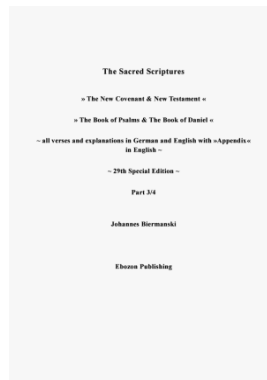 The Sacred Scriptures
» The New Covenant & New Testament «
» The Book of Psalms & The Book of Daniel «
~ all verses and explanations in German and English with »Appendix«
in English ~
~ 29th Special Edition ~
Part 3/4
Johannes Biermanski
Ebozon Publishing